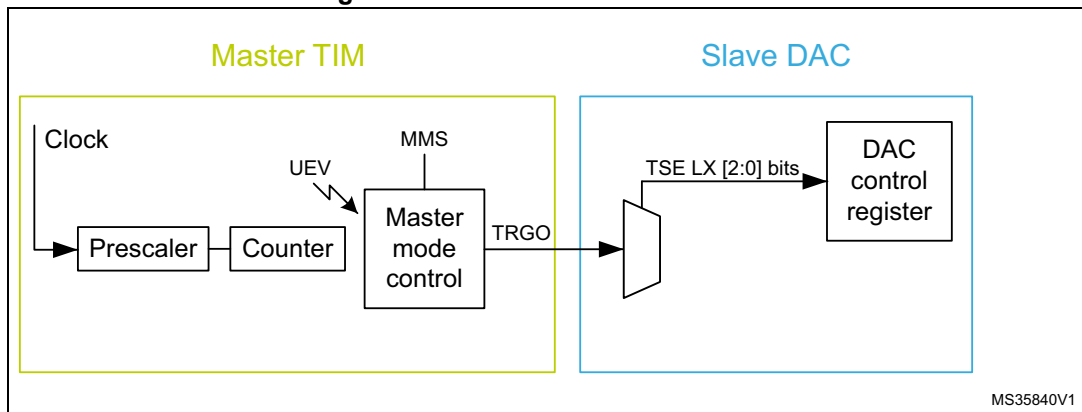 Master TIM
Slave DAC
Clock
UEV
MMS
Prescaler
Counter
Master
mode
control
TRGO
TSE LX [2:0] bits
DAC
control
register
MS35840V1